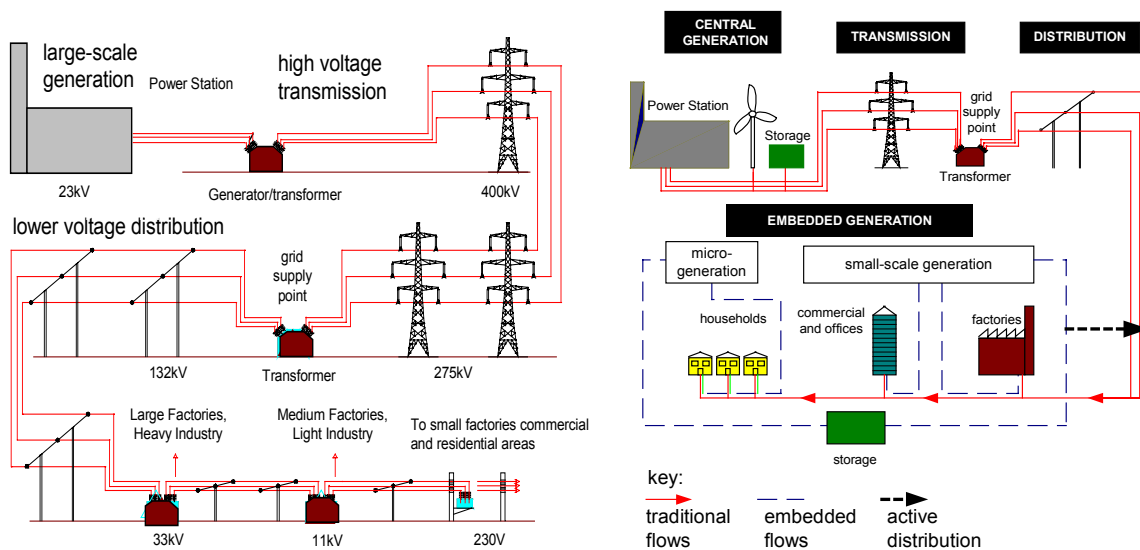 large-scale
generation
Power Station
high voltage
transmission
23kV
Generator/transformer
400kV
lower voltage distribution
grid
supply
point
132kV
Transformer
275kV
Large Factories,
Heavy Industry
Medium Factories,
Light Industry
To small factories commercial
and residential areas
33kV
11kV
230V
CENTRAL
GENERATION
TRANSMISSION
DISTRIBUTION
Power Station
Storage
grid
supply
point
Transformer
EMBEDDED GENERATION
micro-
generation
small-scale generation
households
commercial
and offices
factories
storage
key:
traditional
flows
embedded
flows
active
distribution